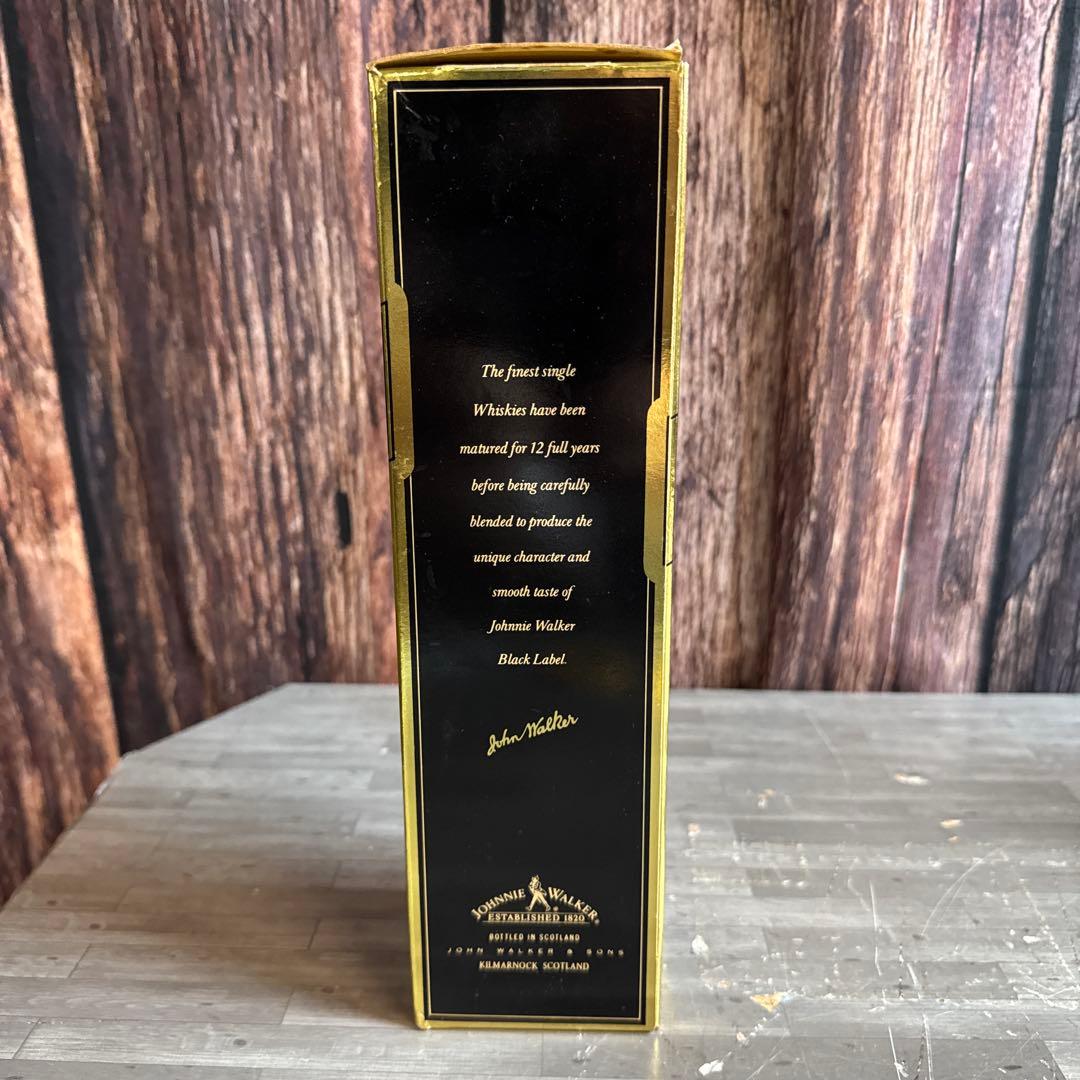 The finest single
Whiskies have been
matured for 12 full years
before being carefully
blended to produce the
unique character and
smooth taste of
Johnnie Walker
Black Label.
John Walker
JOHNNIE WALKER®
ESTABLISHED 1820
BOTTLED IN SCOTLAND
JOHN WALKER & SONS
KILMARNOCK SCOTLAND